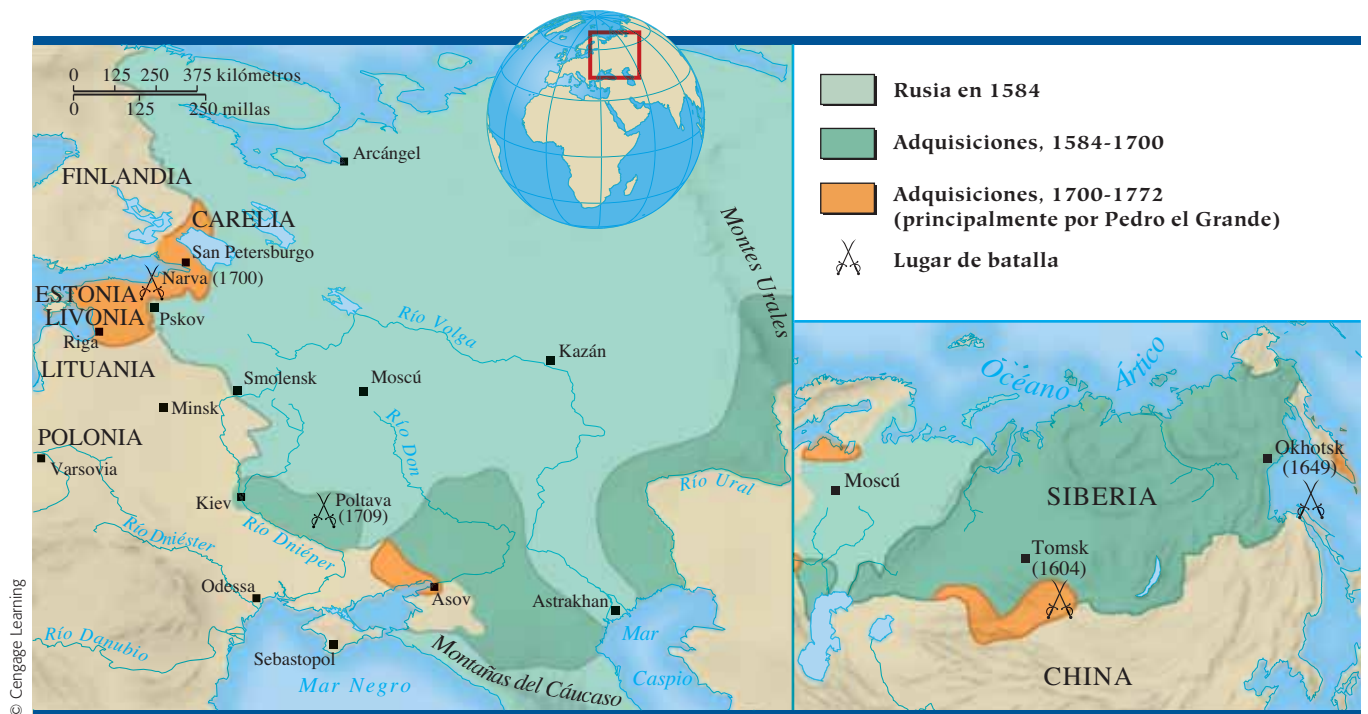 0 125 250 375 kilómetros
0 125 250 millas
Arcángel
FINLANDIA
CARELIA
San Petersburgo
Narva (1700)
ESTONIA
LIVONIA
Pskov
Riga
LITUANIA
Smolensk
Moscú
Minsk
Río Volga
Kazán
Montes Urales
POLONIA
Varsovia
Río Don
Kiev
Poltava
(1709)
Río Ural
Río Dniéster
Río Dniéper
Odessa
Asov
Astrakhan
Río Danubio
Sebastopol
Mar Negro
Montañas del Cáucaso
Mar
Caspio
© Cengage Learning
Rusia en 1584
Adquisiciones, 1584-1700
Adquisiciones, 1700-1772
(principalmente por Pedro el Grande)
Lugar de batalla
Océano Ártico
Moscú
SIBERIA
Okhotsk
(1649)
Tomsk
(1604)
CHINA